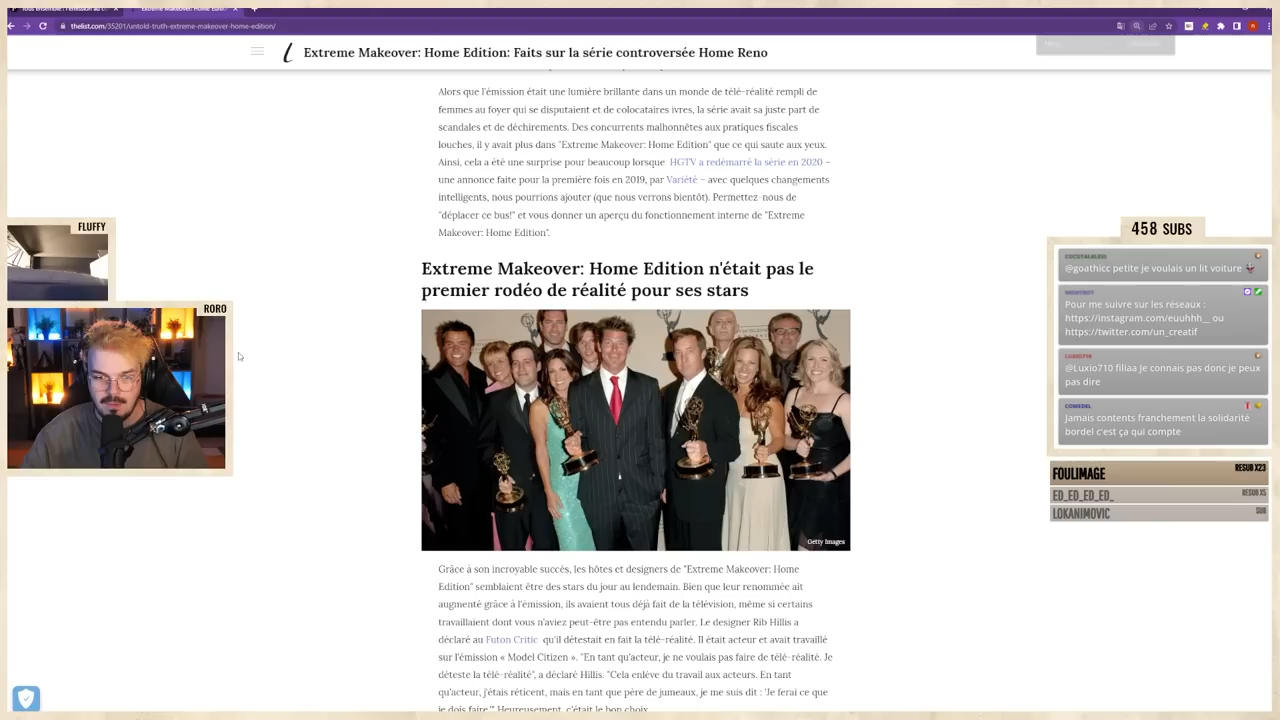 Extreme Makeover: Home Edit
thelist.com/35201/untold-truth-extreme-makeover-home-edition/
Extreme Makeover: Home Edition: Faits sur la série controversée Home Reno
Alors que l'émission était une lumière brillante dans un monde de télé-réalité rempli de
femmes au foyer qui se disputaient et de colocataires ivres, la série avait sa juste part de
scandales et de déchirements. Des concurrents malhonnêtes aux pratiques fiscales
louches, il y avait plus dans "Extreme Makeover: Home Edition" que ce qui saute aux yeux.
Ainsi, cela a été une surprise pour beaucoup lorsque HGTV a redémarré la série en 2020 –
une annonce faite pour la première fois en 2019, par Variété – avec quelques changements
intelligents, nous pourrions ajouter (que nous verrons bientôt). Permettez-nous de
"déplacer ce bus!" et vous donner un aperçu du fonctionnement interne de "Extreme
Makeover: Home Edition".
Extreme Makeover: Home Edition n'était pas le
premier rodéo de réalité pour ses stars
Getty Images
Grâce à son incroyable succès, les hôtes et designers de "Extreme Makeover: Home
Edition" semblaient être des stars du jour au lendemain. Bien que leur renommée ait
augmenté grâce à l'émission, ils avaient tous déjà fait de la télévision, même si certains
travaillaient dont vous n'aviez peut-être pas entendu parler. Le designer Rib Hillis a
déclaré au Futon Critic qu'il détestait en fait la télé-réalité. Il était acteur et avait travaillé
sur l'émission « Model Citizen ». "En tant qu'acteur, je ne voulais pas faire de télé-réalité. Je
déteste la télé-réalité", a déclaré Hillis. "Cela enlève du travail aux acteurs. En tant
qu'acteur, j'étais réticent, mais en tant que père de jumeaux, je me suis dit : 'Je ferai ce que
je dois faire.'" Heureusement, c'était le bon choix.
FLUFFY
RORO
458 SUBS
@goathicc petite je voulais un lit voiture
Pour me suivre sur les réseaux :
https://instagram.com/euuhhh__ ou
https://twitter.com/un_creatif
LUXIO710
@Luxio710 filiaa Je connais pas donc je peux
pas dire
COMEDEL
Jamais contents franchement la solidarité
bordel c'est ça qui compte
FOULIMAGE
RESUB X23
ED_ED_ED_ED_
RESUB X5
LOKANIMOVIC
SUB